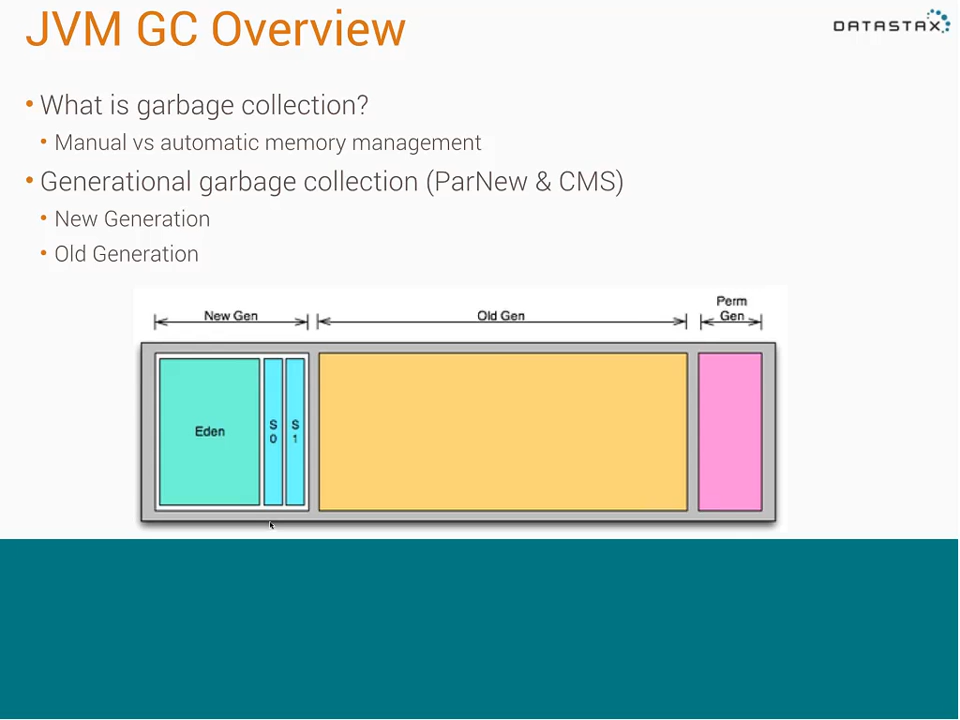 JVM GC Overview
DATASTAX
• What is garbage collection?
• Manual vs automatic memory management
• Generational garbage collection (ParNew & CMS)
• New Generation
• Old Generation
New Gen
Old Gen
Perm
Gen
Eden
S
0
S
1